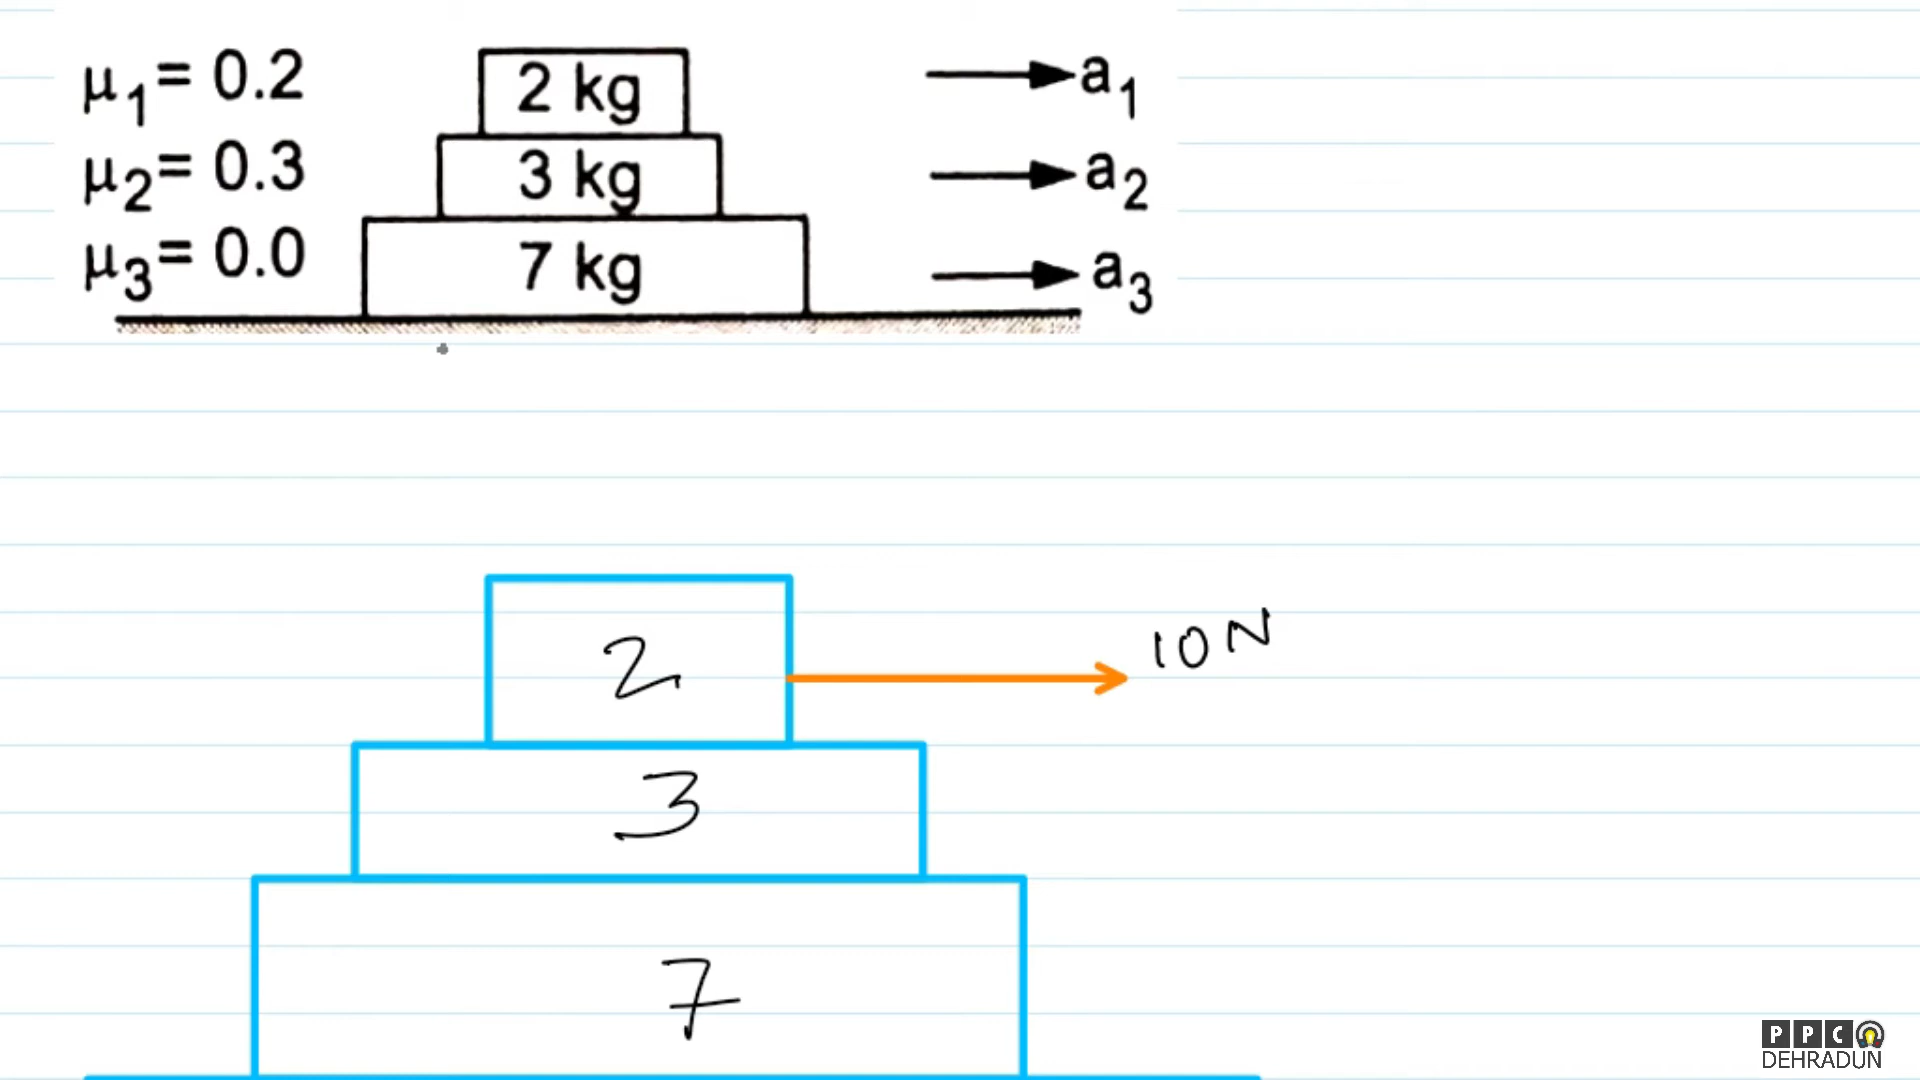 μ₁= 0.2
2 kg
a₁
μ₂= 0.3
3 kg
a₂
μ₃= 0.0
7 kg
a₃
10 N
2
3
7
PPC
DEHRADUN